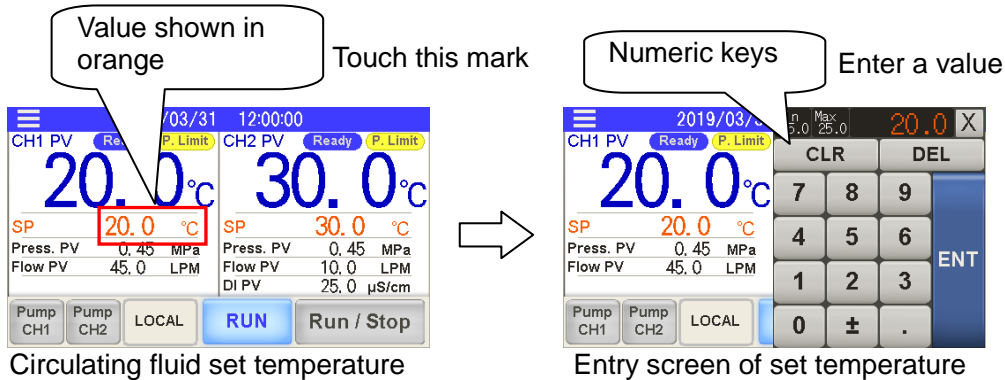 Value shown in
orange
Touch this mark
/03/31 12:00:00
CH1 PV P. Limit CH2 PV Ready P. Limit
20. 0 ℃ 30. 0 ℃
SP 20. 0 ℃ SP 30. 0 ℃
Press. PV 0. 45 MPa Press. PV 0. 45 MPa
Flow PV 45. 0 LPM Flow PV 10. 0 LPM
DI PV 25. 0 μS/cm
Pump CH1 Pump CH2 LOCAL RUN Run / Stop
Circulating fluid set temperature
Numeric keys
Enter a value
2019/03/
Max
25.0 20.0 X
CH1 PV Ready P. Limit
20. 0 ℃
SP 20. 0 ℃
Press. PV 0. 45 MPa
Flow PV 45. 0 LPM
Pump CH1 Pump CH2 LOCAL
CLR DEL
7 8 9
4 5 6
ENT
1 2 3
0 ± .
Entry screen of set temperature